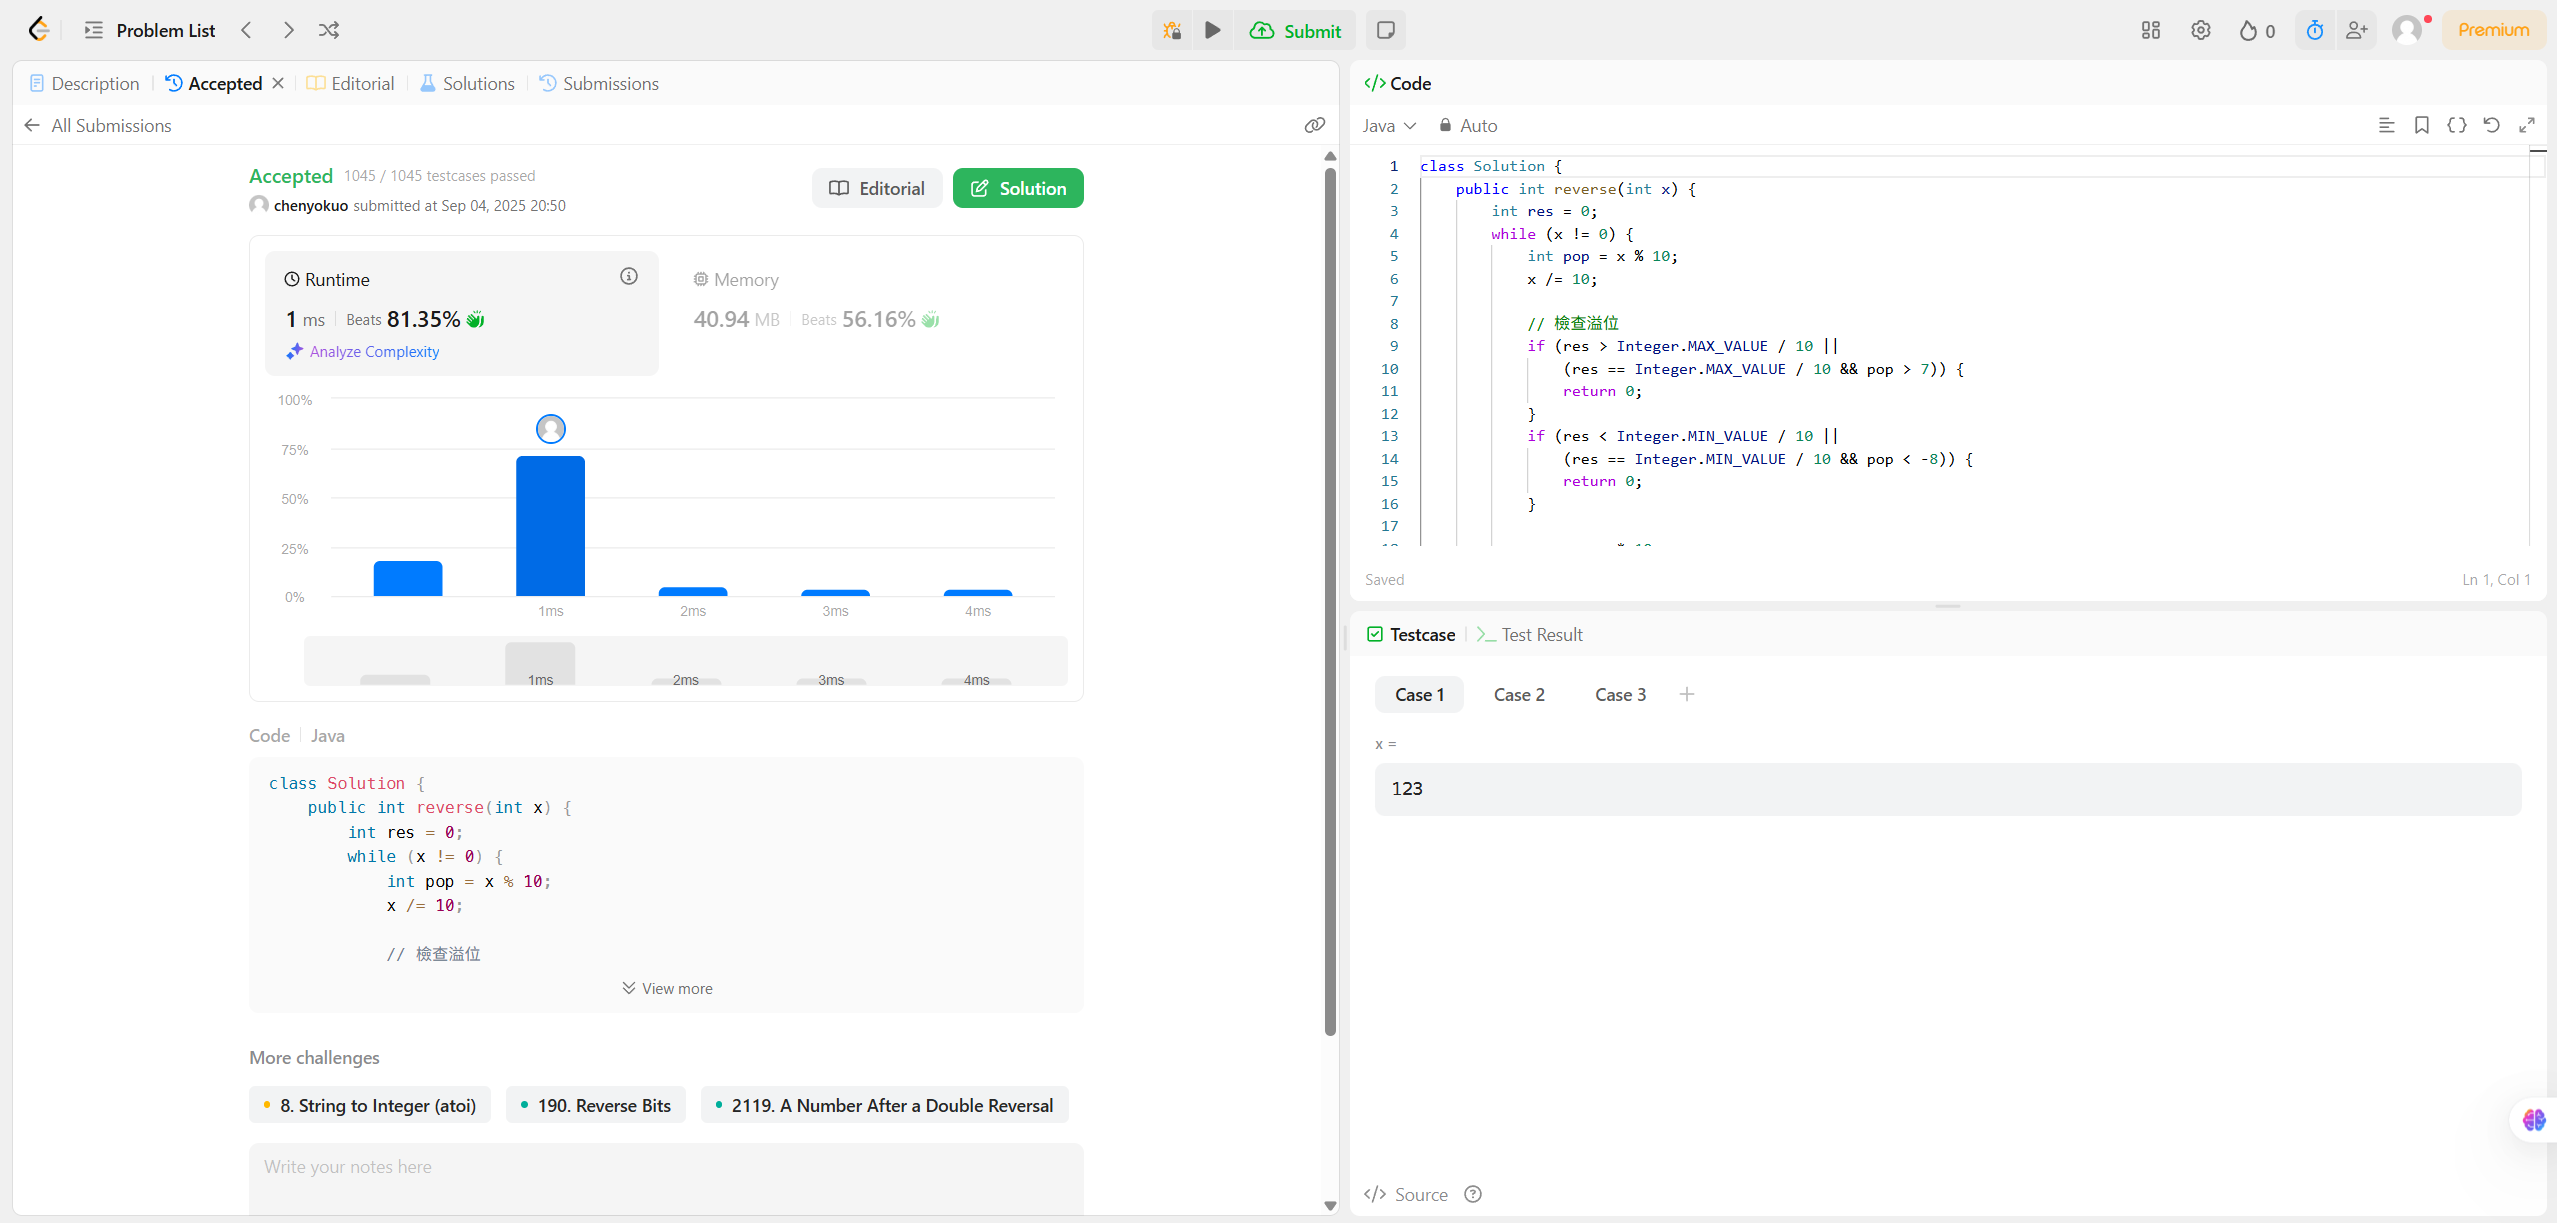 Problem List
Submit
0
Premium
Description
Accepted
Editorial
Solutions
Submissions
All Submissions
Accepted 1045 / 1045 testcases passed
chenyokuo submitted at Sep 04, 2025 20:50
Editorial
Solution
Runtime
1 ms Beats 81.35%
Analyze Complexity
Memory
40.94 MB Beats 56.16%
100%
75%
50%
25%
0%
1ms 2ms 3ms 4ms
1ms 2ms 3ms 4ms
Code Java
class Solution {
public int reverse(int x) {
int res = 0;
while (x != 0) {
int pop = x % 10;
x /= 10;
// 檢查溢位
View more
More challenges
8. String to Integer (atoi)
190. Reverse Bits
2119. A Number After a Double Reversal
Write your notes here
</> Code
Java Auto
1 class Solution {
2 public int reverse(int x) {
3 int res = 0;
4 while (x != 0) {
5 int pop = x % 10;
6 x /= 10;
7
8 // 檢查溢位
9 if (res > Integer.MAX_VALUE / 10 ||
10 (res == Integer.MAX_VALUE / 10 && pop > 7)) {
11 return 0;
12 }
13 if (res < Integer.MIN_VALUE / 10 ||
14 (res == Integer.MIN_VALUE / 10 && pop < -8)) {
15 return 0;
16 }
17
Saved
Ln 1, Col 1
Testcase
Test Result
Case 1
Case 2
Case 3
x =
123
</> Source